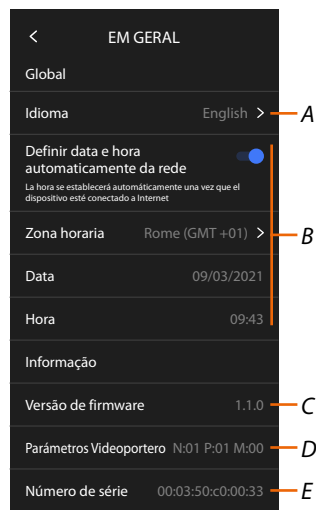 < EM GERAL
Global
Idioma English > A
Definir data e hora
automaticamente da rede
La hora se establecerá automáticamente una vez que el
dispositivo esté conectado a Internet
Zona horaria Rome (GMT +01) > B
Data 09/03/2021
Hora 09:43
Informação
Versão de firmware 1.1.0 C
Parámetros Videoportero N:01 P:01 M:00 D
Número de série 00:03:50:c0:00:33 E